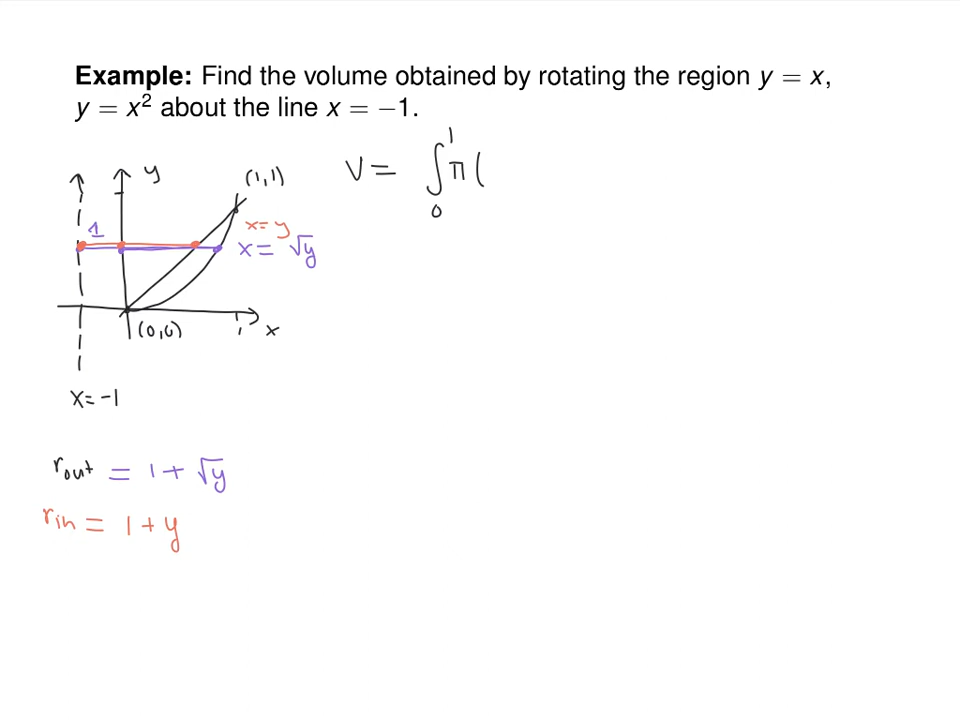 Example: Find the volume obtained by rotating the region y = x,
y = x² about the line x = −1.
V = ∫₀¹ π (
y
(1,1)
1
x = y
x = √y
(0,0)
x
x = -1
r_out = 1 + √y
r_in = 1 + y